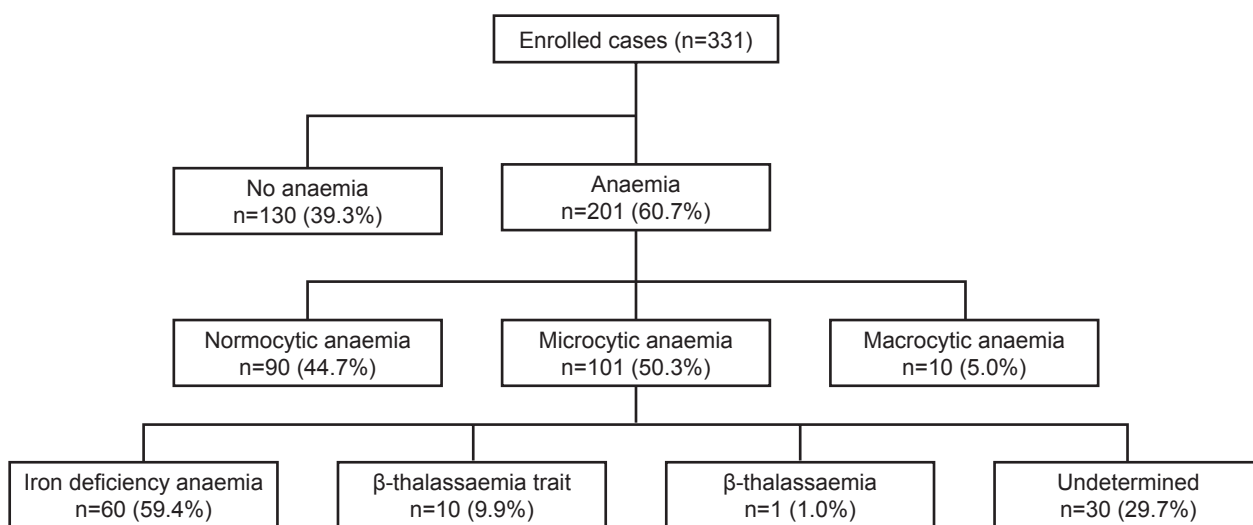 Enrolled cases (n=331)
No anaemia
n=130 (39.3%)
Anaemia
n=201 (60.7%)
Normocytic anaemia
n=90 (44.7%)
Microcytic anaemia
n=101 (50.3%)
Macrocytic anaemia
n=10 (5.0%)
Iron deficiency anaemia
n=60 (59.4%)
β-thalassaemia trait
n=10 (9.9%)
β-thalassaemia
n=1 (1.0%)
Undetermined
n=30 (29.7%)